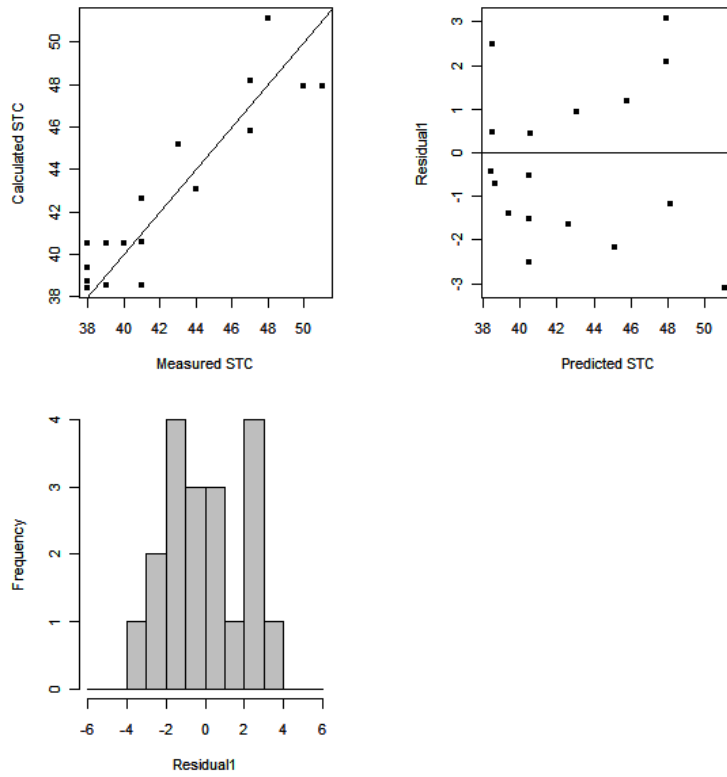 Calculated STC
50
48
46
44
42
40
38
38 40 42 44 46 48 50
Measured STC
Residual1
3
2
1
0
-1
-2
-3
38 40 42 44 46 48 50
Predicted STC
Frequency
4
3
2
1
0
-6 -4 -2 0 2 4 6
Residual1